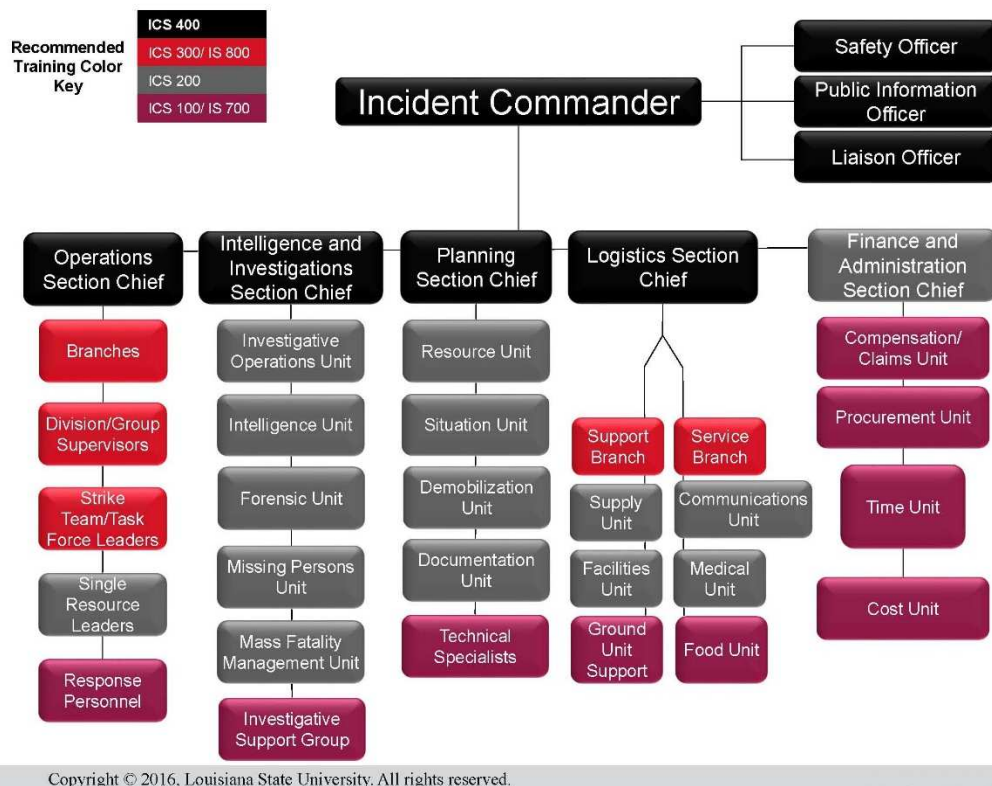 Recommended
Training Color
Key
ICS 400
ICS 300/ IS 800
ICS 200
ICS 100/ IS 700
Incident Commander
Safety Officer
Public Information
Officer
Liaison Officer
Operations
Section Chief
Branches
Division/Group
Supervisors
Strike
Team/Task
Force Leaders
Single
Resource
Leaders
Response
Personnel
Intelligence and
Investigations
Section Chief
Investigative
Operations Unit
Intelligence Unit
Forensic Unit
Missing Persons
Unit
Mass Fatality
Management Unit
Investigative
Support Group
Planning
Section Chief
Resource Unit
Situation Unit
Demobilization
Unit
Documentation
Unit
Technical
Specialists
Logistics Section
Chief
Support
Branch
Supply
Unit
Facilities
Unit
Ground
Unit
Support
Service
Branch
Communications
Unit
Medical
Unit
Food Unit
Finance and
Administration
Section Chief
Compensation/
Claims Unit
Procurement Unit
Time Unit
Cost Unit
Copyright © 2016, Louisiana State University. All rights reserved.